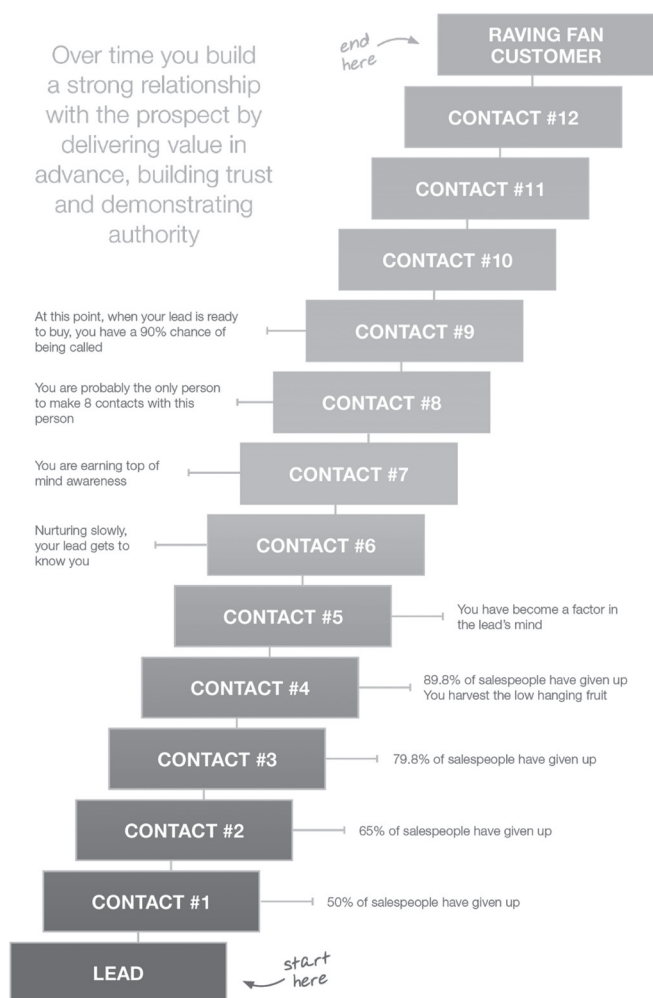 Over time you build
a strong relationship
with the prospect by
delivering value in
advance, building trust
and demonstrating
authority
end
here
RAVING FAN
CUSTOMER
CONTACT #12
CONTACT #11
CONTACT #10
At this point, when your lead is ready
to buy, you have a 90% chance of
being called
CONTACT #9
You are probably the only person
to make 8 contacts with this
person
CONTACT #8
You are earning top of
mind awareness
CONTACT #7
Nurturing slowly,
your lead gets to
know you
CONTACT #6
CONTACT #5
You have become a factor in
the lead's mind
CONTACT #4
89.8% of salespeople have given up
You harvest the low hanging fruit
CONTACT #3
79.8% of salespeople have given up
CONTACT #2
65% of salespeople have given up
CONTACT #1
50% of salespeople have given up
LEAD
start
here